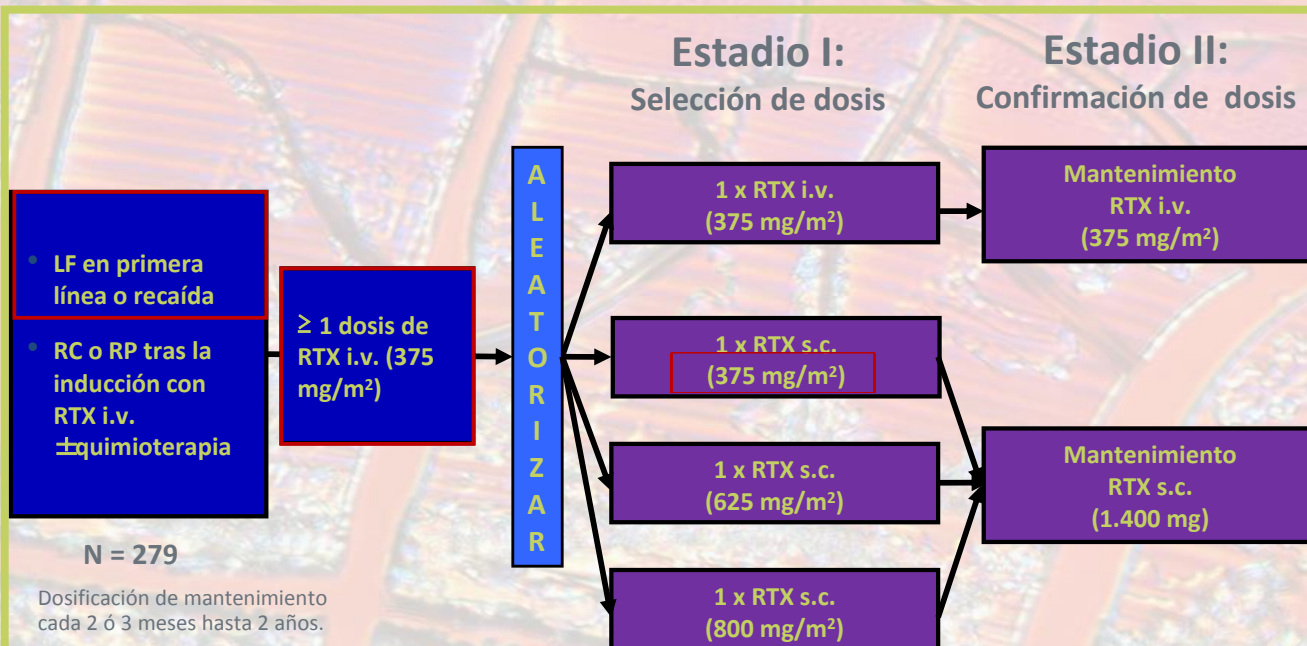 Estadio I:
Selección de dosis
Estadio II:
Confirmación de  dosis
• LF en primera
línea o recaída
• RC o RP tras la
inducción con
RTX i.v.
±quimioterapia
≥ 1 dosis de
RTX i.v. (375
mg/m²)
A
L
E
A
T
O
R
I
Z
A
R
1 x RTX i.v.
(375 mg/m²)
1 x RTX s.c.
(375 mg/m²)
1 x RTX s.c.
(625 mg/m²)
1 x RTX s.c.
(800 mg/m²)
Mantenimiento
RTX i.v.
(375 mg/m²)
Mantenimiento
RTX s.c.
(1.400 mg)
N = 279
Dosificación de mantenimiento
cada 2 ó 3 meses hasta 2 años.